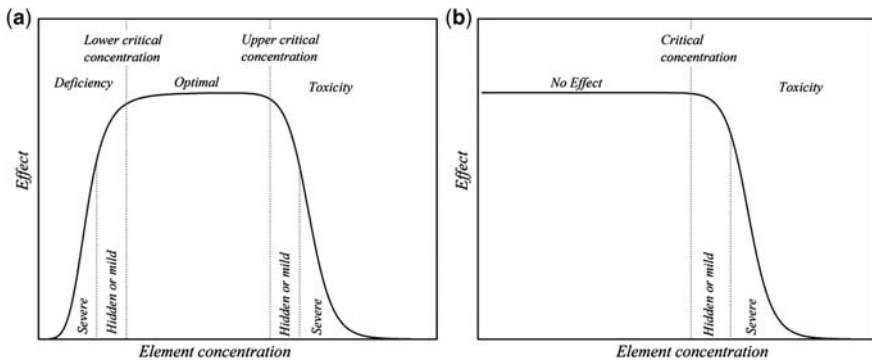 (a)
Lower critical
concentration
Upper critical
concentration
Deficiency
Optimal
Toxicity
Effect
Severe
Hidden or mild
Hidden or mild
Severe
Element concentration
(b)
Critical
concentration
No Effect
Toxicity
Effect
Hidden or mild
Severe
Element concentration